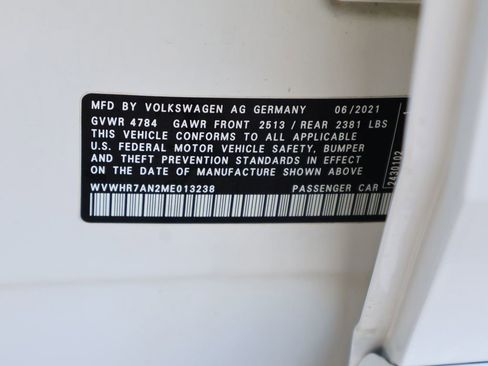 MFD BY VOLKSWAGEN AG GERMANY 06/2021
GVWR 4784 GAWR FRONT 2513 / REAR 2381 LBS
THIS VEHICLE CONFORMS TO ALL APPLICABLE
U.S. FEDERAL MOTOR VEHICLE SAFETY, BUMPER
AND THEFT PREVENTION STANDARDS IN EFFECT
ON THE DATE OF MANUFACTURE SHOWN ABOVE
WVWHR7AN2ME013238 PASSENGER CAR
2430102